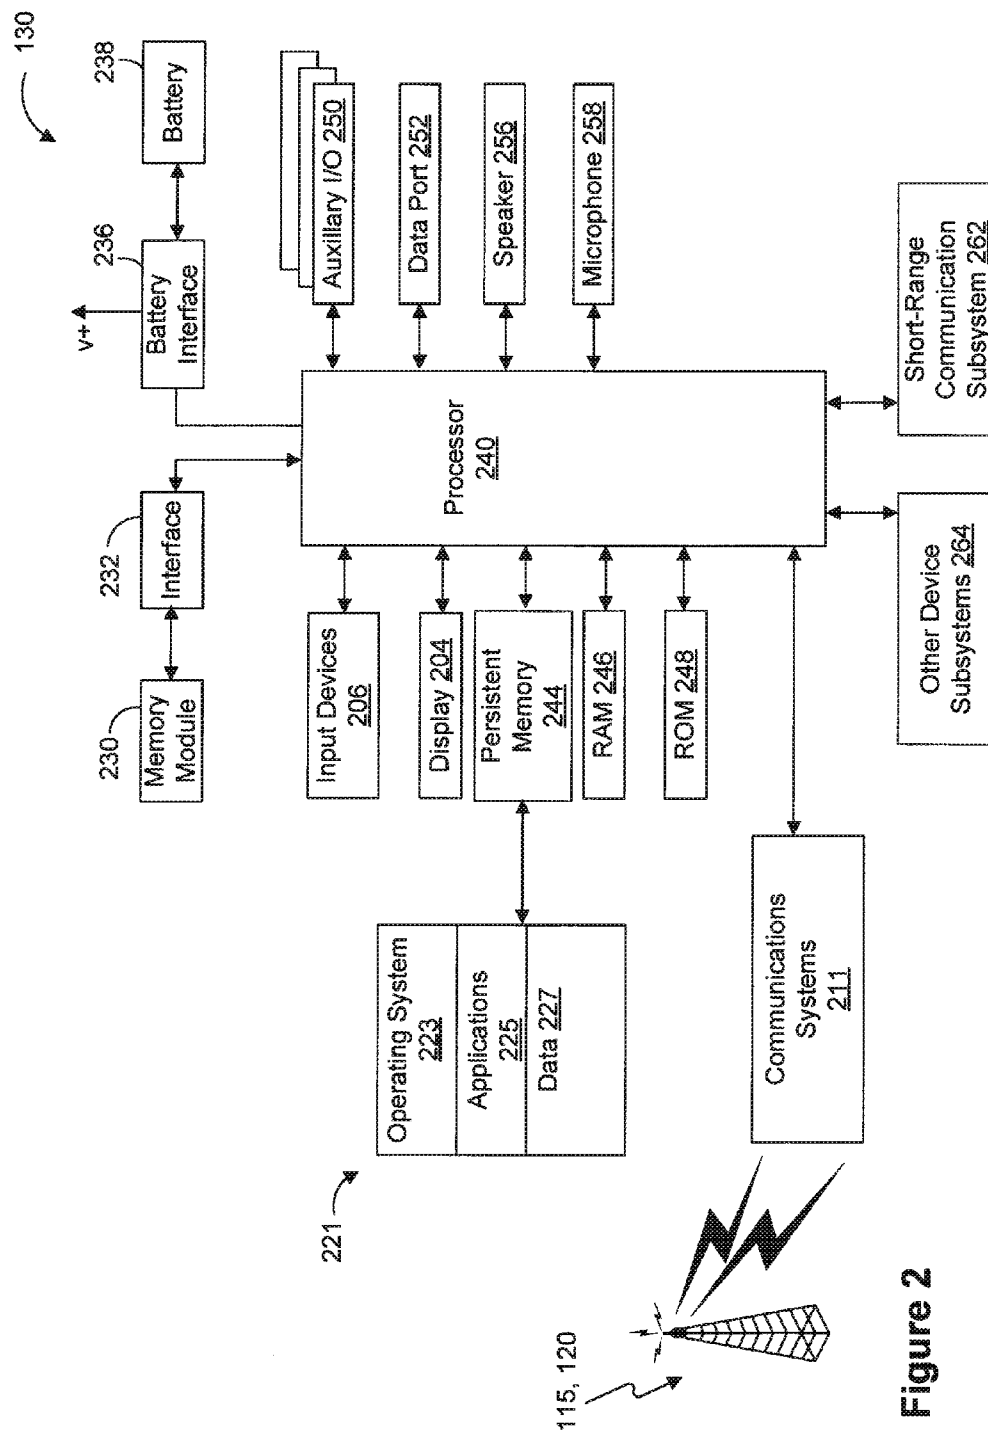 130
238
Battery
236
Battery
Interface
v+
232
Interface
230
Memory
Module
Auxillary I/O 250
Data Port 252
Speaker 256
Microphone 258
Processor
240
Input Devices
206
Display 204
Persistent
Memory
244
RAM 246
ROM 248
Short-Range
Communication
Subsystem 262
Other Device
Subsystems 264
221
Operating System
223
Applications
225
Data 227
Communications
Systems
211
115, 120
Figure 2